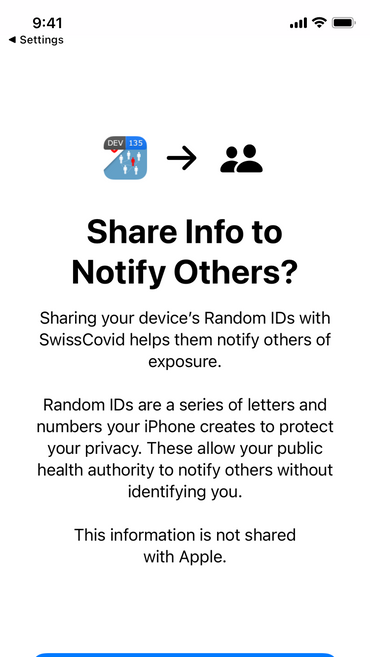 9:41
◀ Settings
DEV 135
Share Info to
Notify Others?
Sharing your device’s Random IDs with
SwissCovid helps them notify others of
exposure.
Random IDs are a series of letters and
numbers your iPhone creates to protect
your privacy. These allow your public
health authority to notify others without
identifying you.
This information is not shared
with Apple.